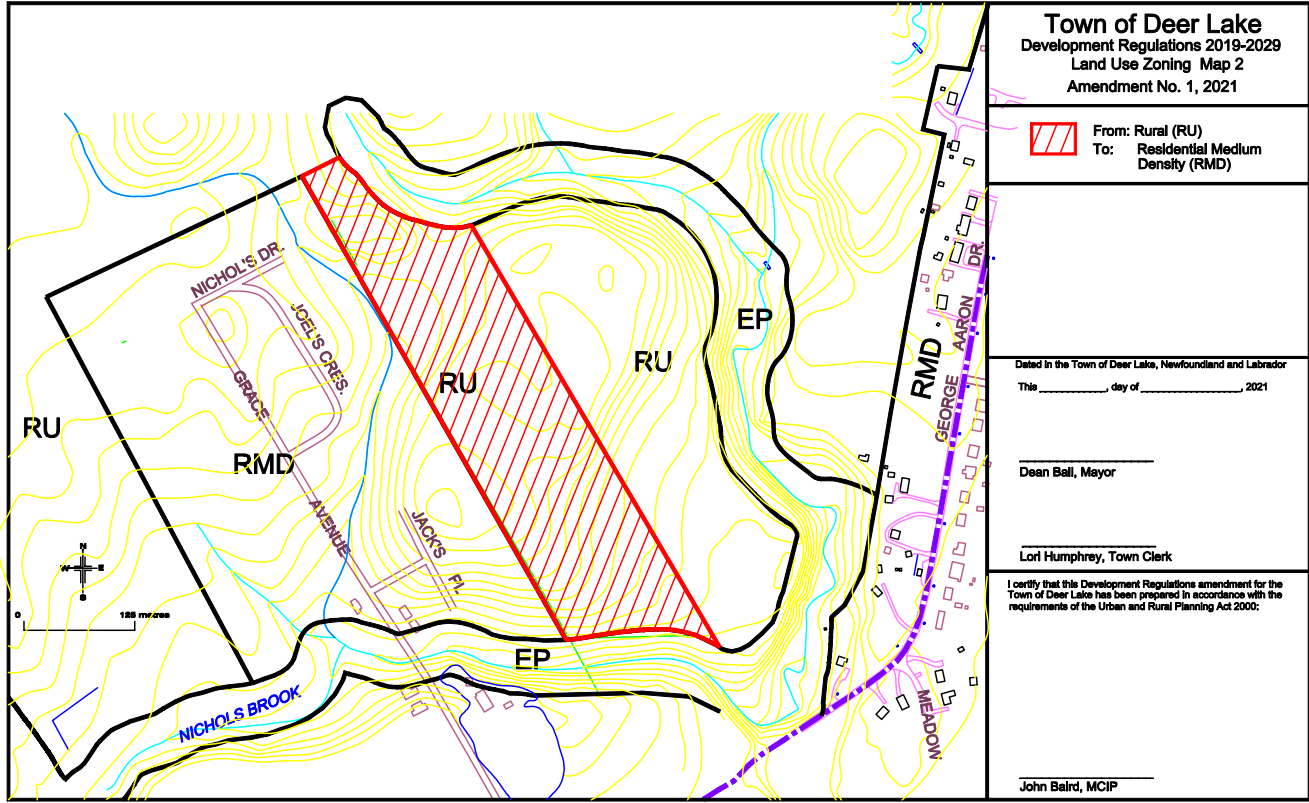 Town of Deer Lake
Development Regulations 2019-2029
Land Use Zoning Map 2
Amendment No. 1, 2021
From: Rural (RU)
To: Residential Medium
Density (RMD)
Dated in the Town of Deer Lake, Newfoundland and Labrador
This ____________, day of __________________, 2021
Dean Ball, Mayor
Lori Humphrey, Town Clerk
I certify that this Development Regulations amendment for the
Town of Deer Lake has been prepared in accordance with the
requirements of the Urban and Rural Planning Act 2000:
John Baird, MCIP
NICHOL'S DR.
JOEL'S CRES.
GRACE
AVENUE
JACK'S
PL.
RU
RMD
RU
RU
EP
EP
RMD
GEORGE
AARON
DR.
MEADOW
NICHOLS BROOK
N
W
E
S
0
125 metres